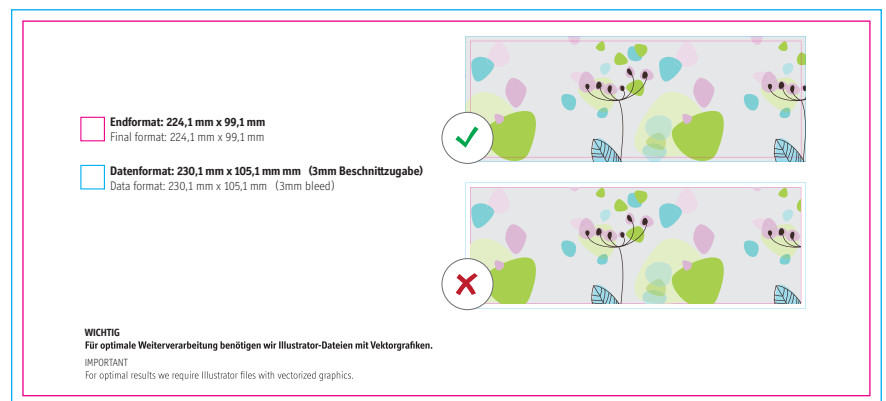 Endformat: 224,1 mm x 99,1 mm
Final format: 224,1 mm x 99,1 mm
Datenformat: 230,1 mm x 105,1 mm mm (3mm Beschnittzugabe)
Data format: 230,1 mm x 105,1 mm (3mm bleed)
WICHTIG
Für optimale Weiterverarbeitung benötigen wir Illustrator-Dateien mit Vektorgrafiken.
IMPORTANT
For optimal results we require Illustrator files with vectorized graphics.